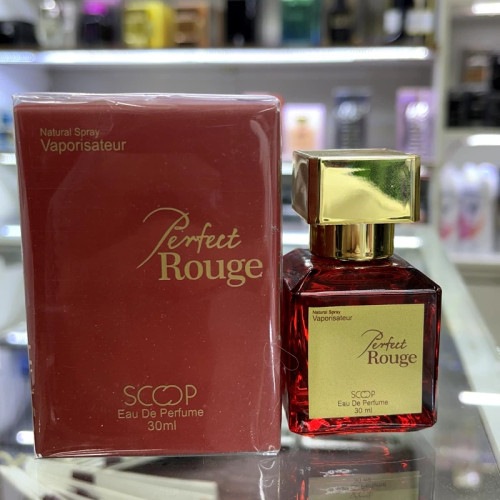 Natural Spray
Vaporisateur
Perfect
Rouge
SCOOP
Eau De Perfume
30ml
Natural Spray
Vaporisateur
Perfect
Rouge
SCOOP
Eau De Perfume
30 ml